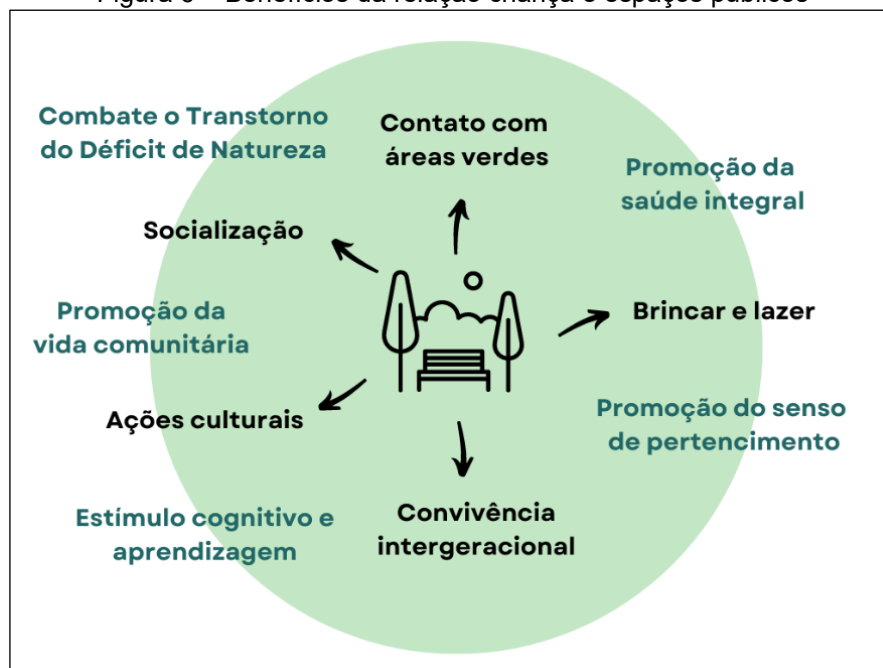 Combate o Transtorno
do Déficit de Natureza
Contato com
áreas verdes
Promoção da
saúde integral
Socialização
Promoção da
vida comunitária
Brincar e lazer
Ações culturais
Promoção do senso
de pertencimento
Estímulo cognitivo e
aprendizagem
Convivência
intergeracional